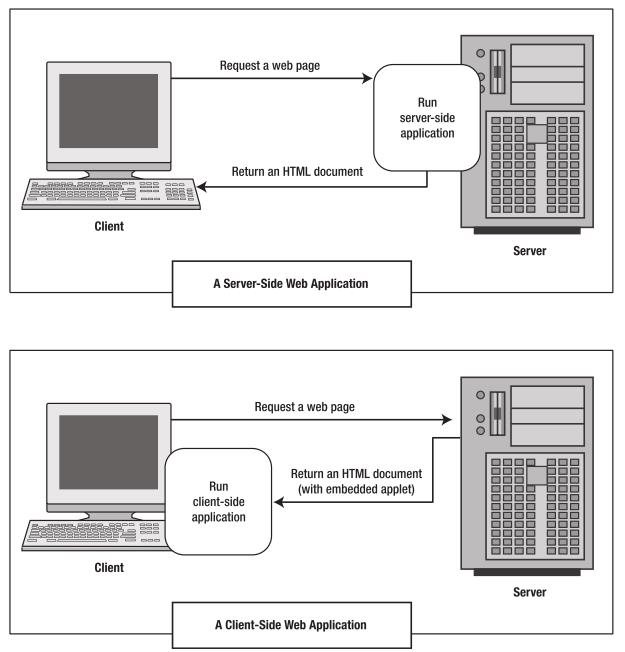 Request a web page
Run
server-side
application
Return an HTML document
Client
Server
A Server-Side Web Application
Request a web page
Run
client-side
application
Return an HTML document
(with embedded applet)
Client
Server
A Client-Side Web Application